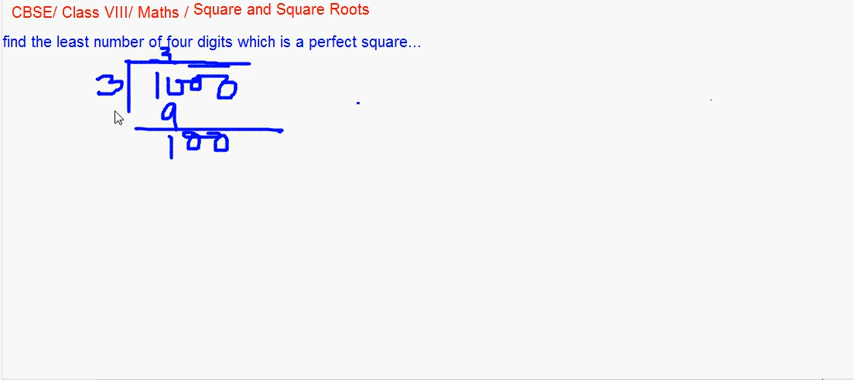 CBSE/ Class VIII/ Maths / Square and Square Roots
find the least number of four digits which is a perfect square...
3
3 1000
9
100